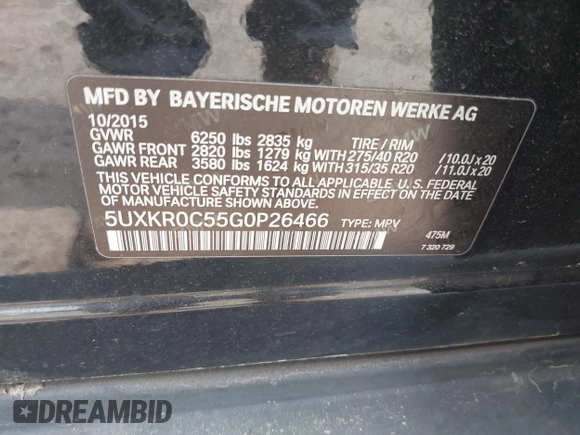 MFD BY BAYERISCHE MOTOREN WERKE AG
10/2015
GVWR 6250 lbs 2835 kg TIRE / RIM
GAWR FRONT 2820 lbs 1279 kg WITH 275/40 R20 / 10.0J x 20
GAWR REAR 3580 lbs 1624 kg WITH 315/35 R20 / 11.0J x 20
THIS VEHICLE CONFORMS TO ALL APPLICABLE U.S. FEDERAL
MOTOR VEHICLE SAFETY STANDARDS IN EFFECT ON THE DATE
OF MANUFACTURE SHOWN ABOVE.
5UXKR0C55G0P26466 TYPE: MPV 475M
7 320 729
DREAMBID